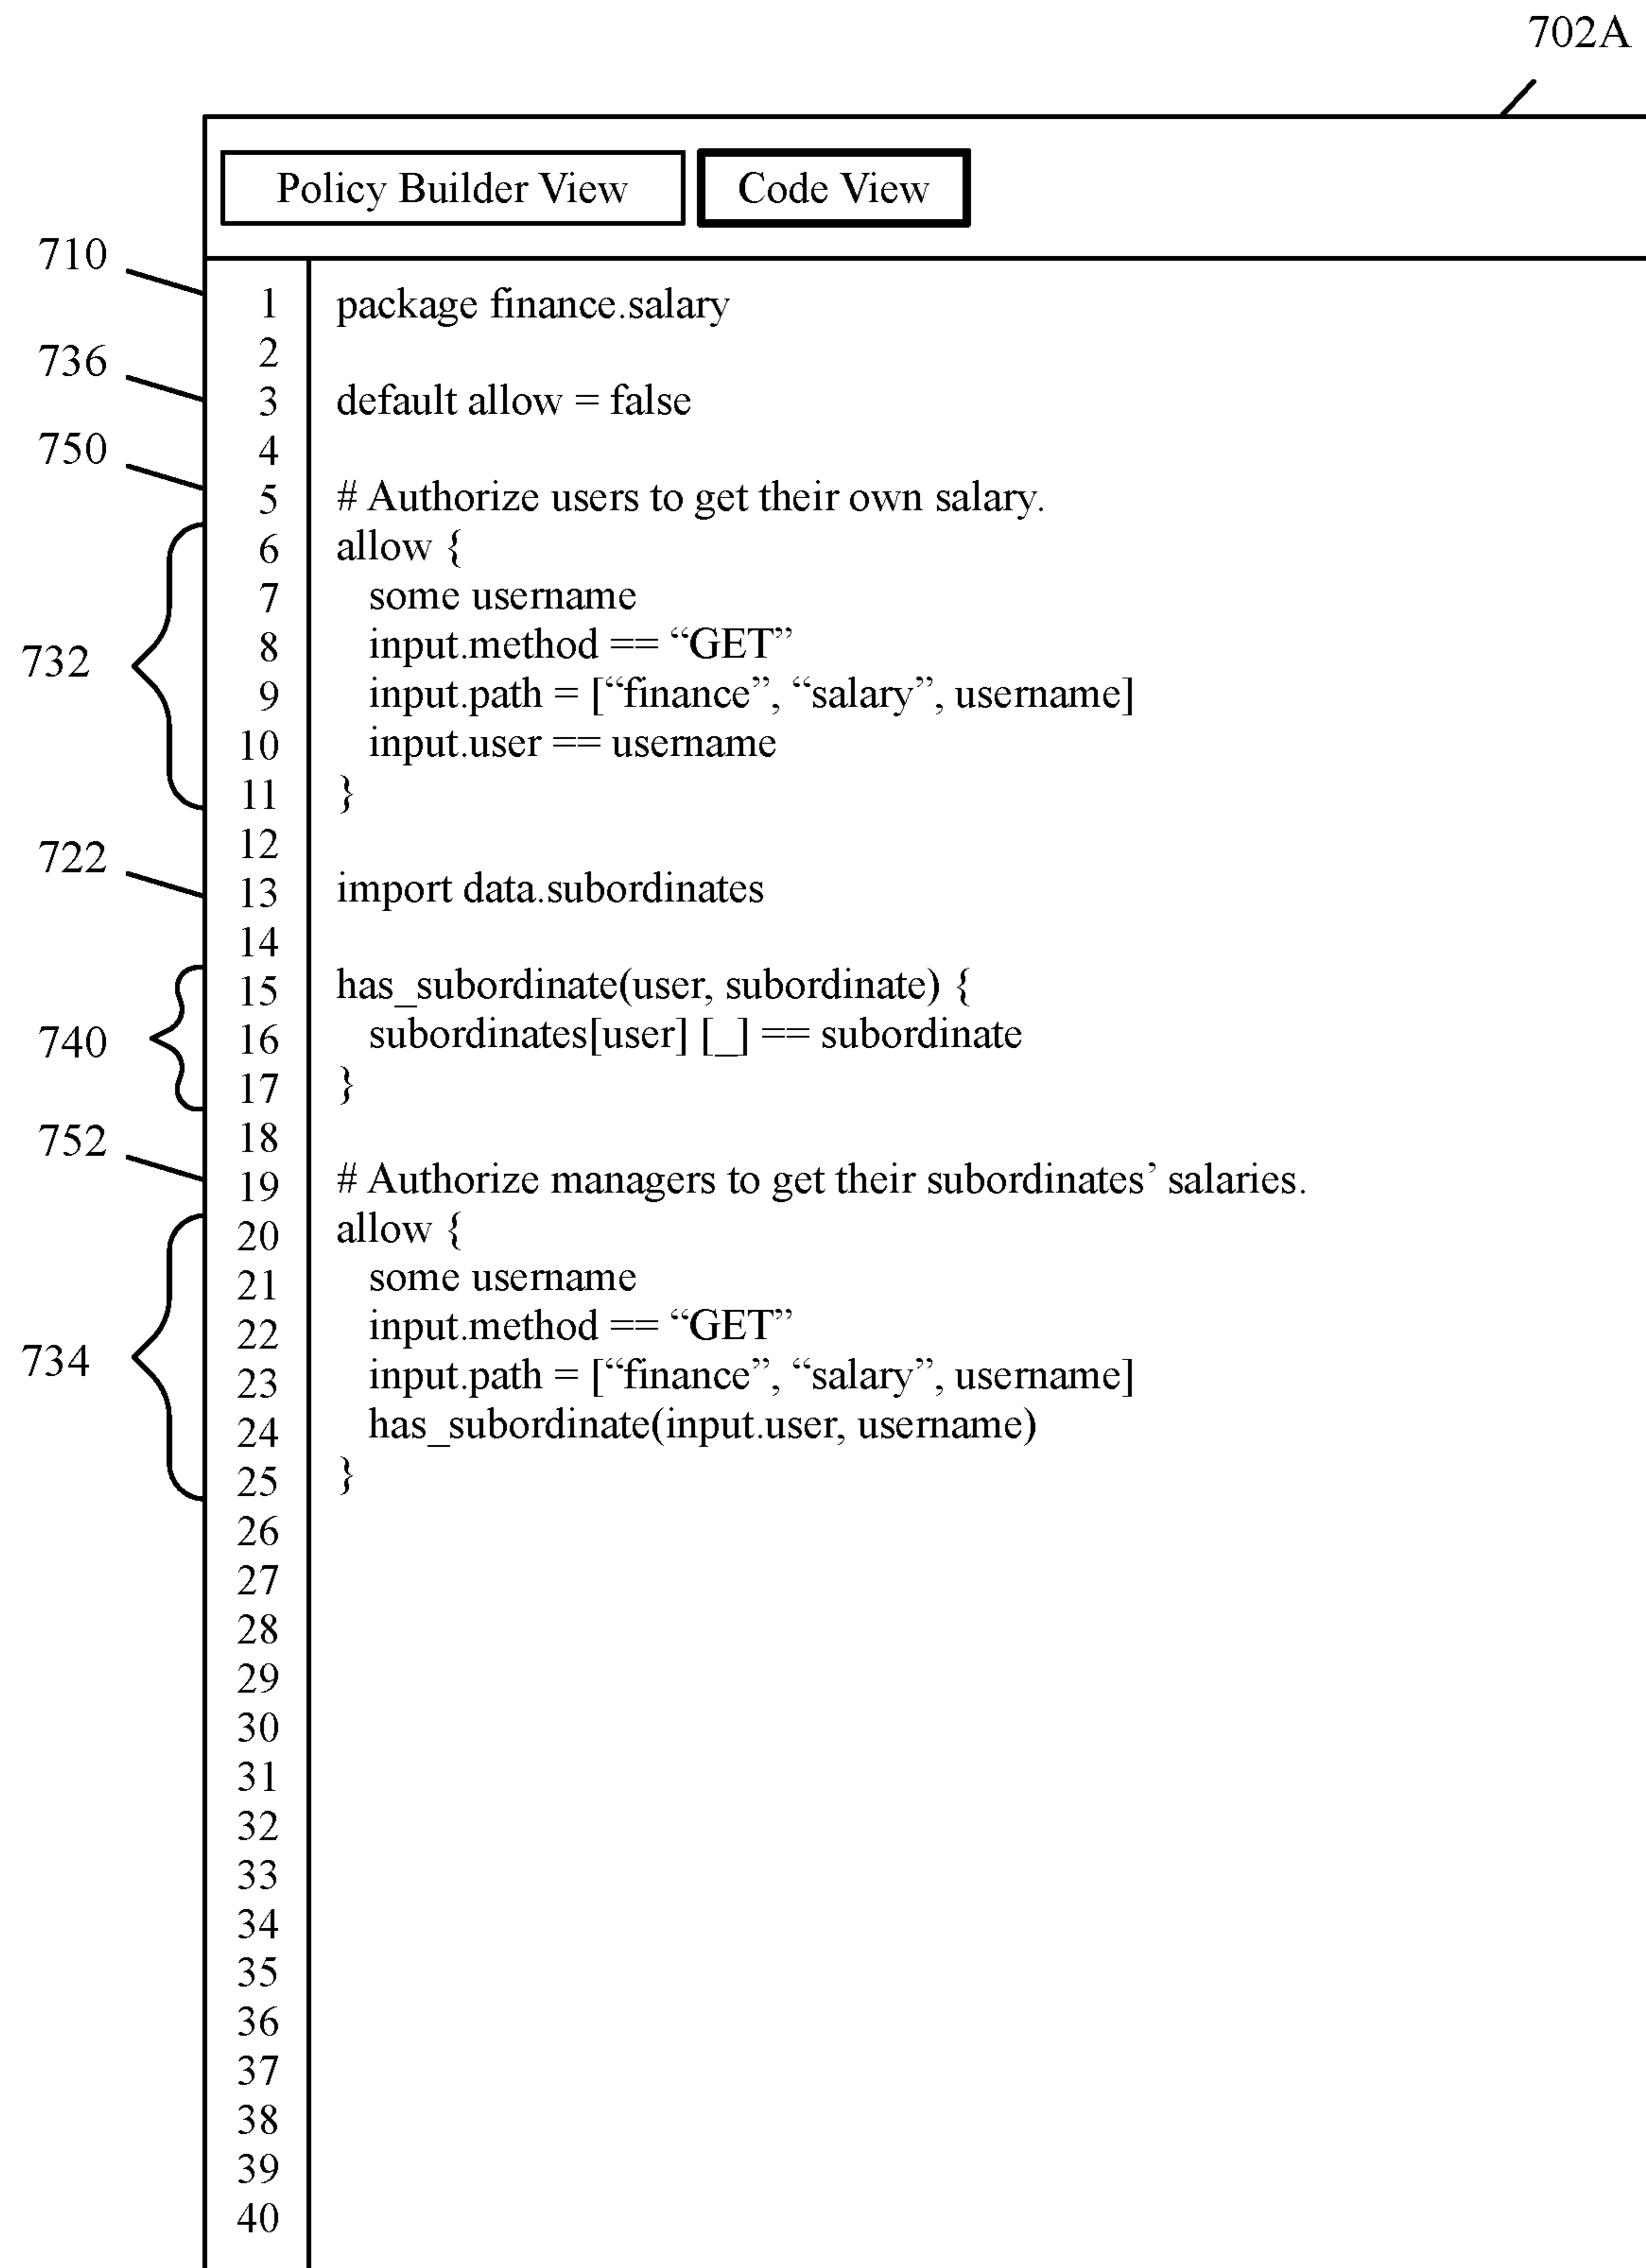 702A
Policy Builder View Code View
710
1 package finance.salary
2
736
3 default allow = false
4
750
5 # Authorize users to get their own salary.
6 allow {
7 some username
8 input.method == “GET”
732
9 input.path = [“finance”, “salary”, username]
10 input.user == username
11 }
12
722
13 import data.subordinates
14
15 has_subordinate(user, subordinate) {
740
16 subordinates[user] [_] == subordinate
17 }
18
752
19 # Authorize managers to get their subordinates’ salaries.
20 allow {
21 some username
22 input.method == “GET”
734
23 input.path = [“finance”, “salary”, username]
24 has_subordinate(input.user, username)
25 }
26
27
28
29
30
31
32
33
34
35
36
37
38
39
40